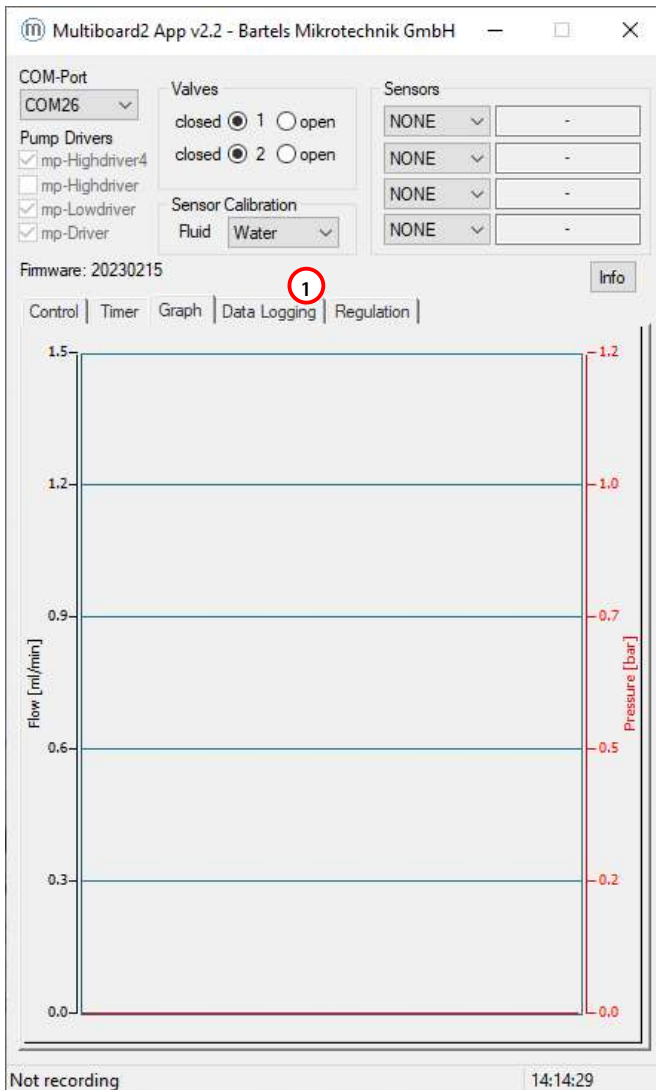 Multiboard2 App v2.2 - Bartels Mikrotechnik GmbH
COM-Port
COM26
Pump Drivers
mp-Highdriver4
mp-Highdriver
mp-Lowdriver
mp-Driver
Valves
closed 1 open
closed 2 open
Sensor Calibration
Fluid Water
Sensors
NONE -
NONE -
NONE -
NONE -
Firmware: 20230215
Info
1
Control Timer Graph Data Logging Regulation
Flow [ml/min]
1.5
1.2
0.9
0.6
0.3
0.0
1.2
1.0
0.7
0.5
0.2
0.0
Pressure [bar]
Not recording 14:14:29